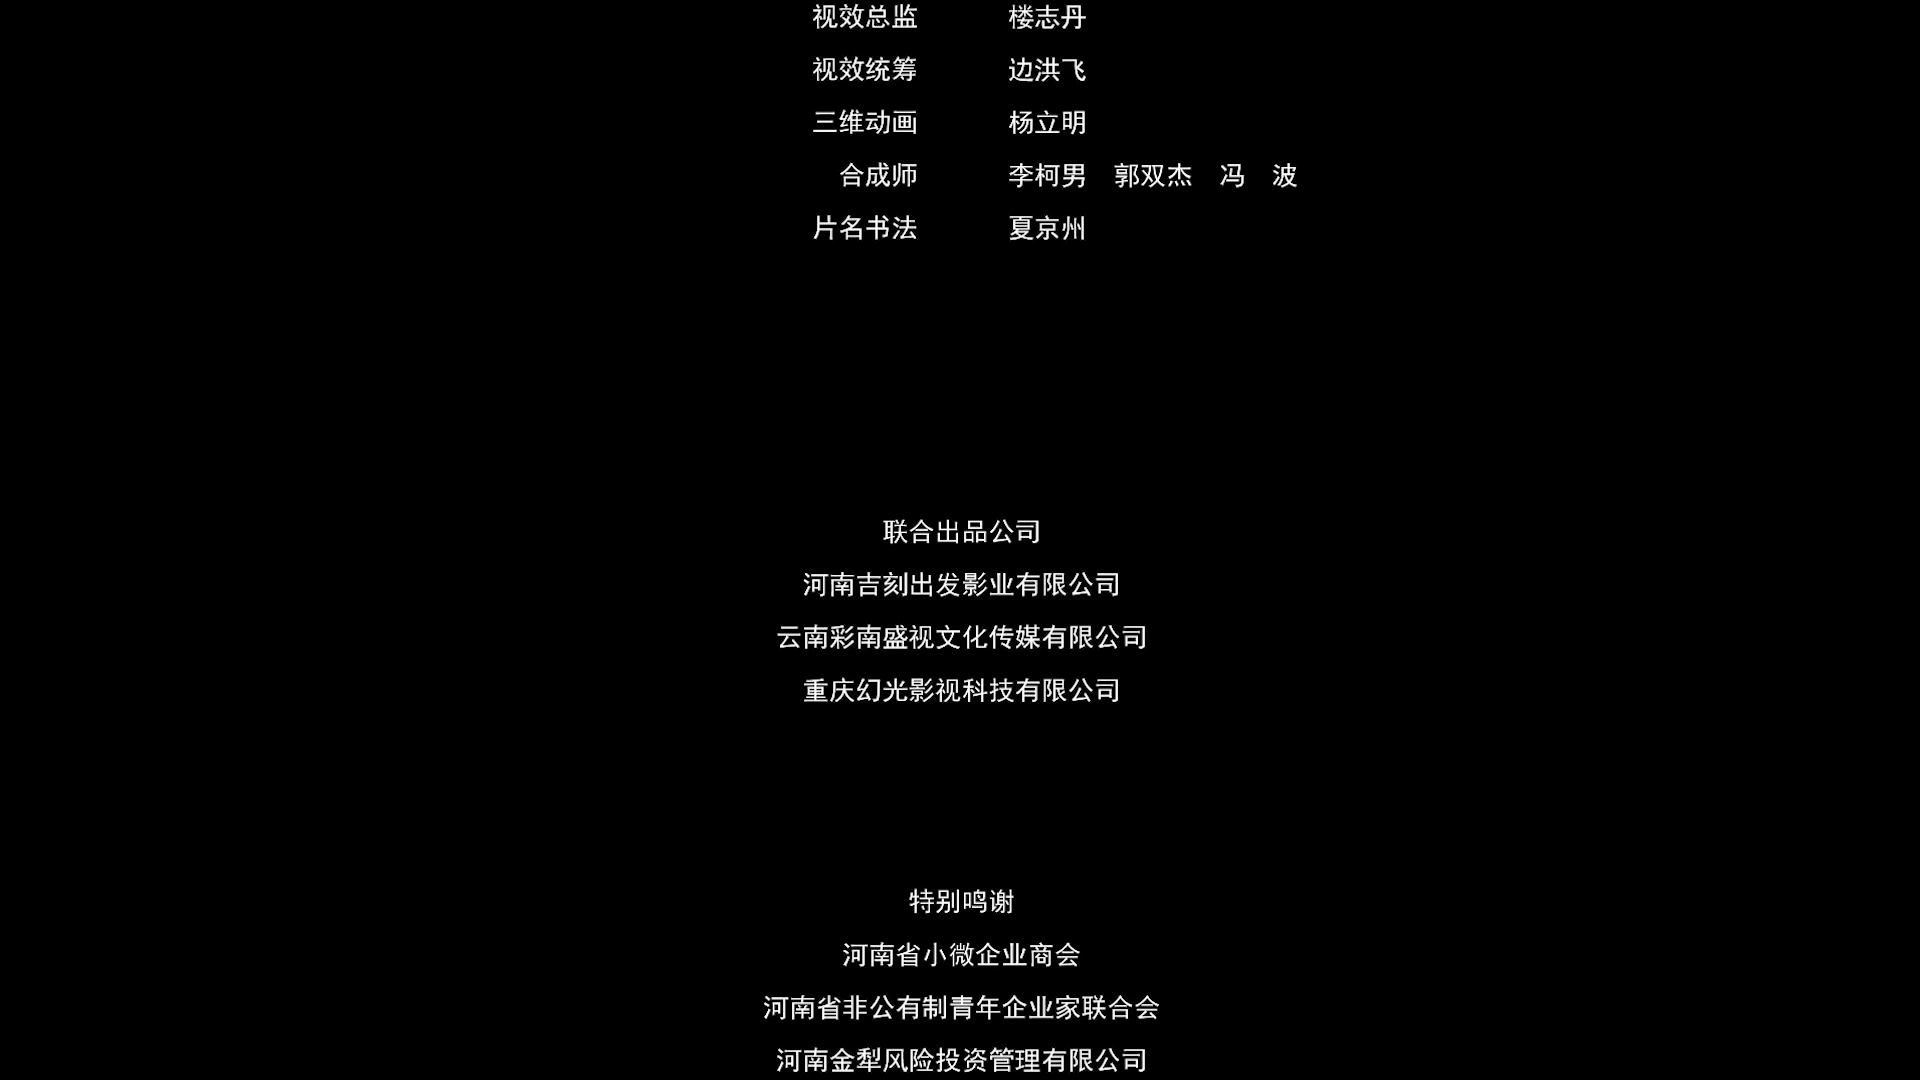 视效总监 楼志丹
视效统筹 边洪飞
三维动画 杨立明
合成师 李柯男 郭双杰 冯 波
片名书法 夏京州
联合出品公司
河南吉刻出发影业有限公司
云南彩南盛视文化传媒有限公司
重庆幻光影视科技有限公司
特别鸣谢
河南省小微企业商会
河南省非公有制青年企业家联合会
河南金犁风险投资管理有限公司